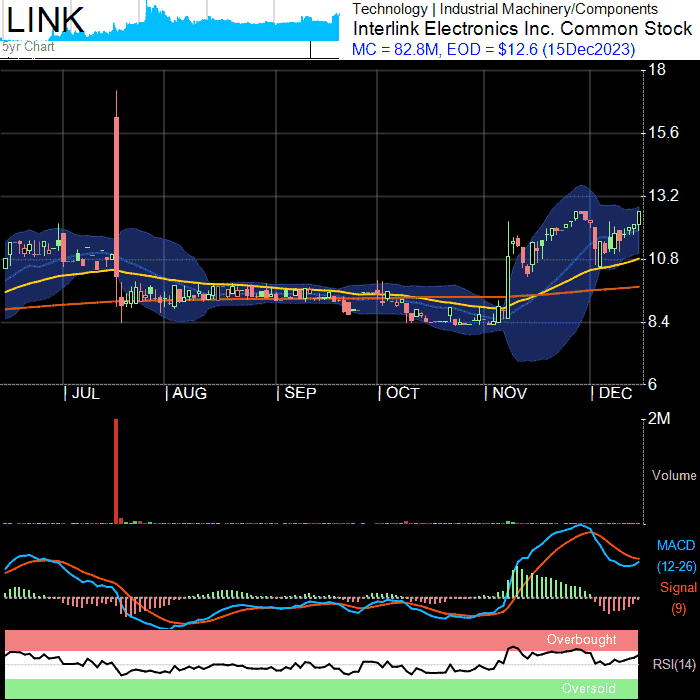 LINK
5yr Chart
Technology | Industrial Machinery/Components
Interlink Electronics Inc. Common Stock
MC = 82.8M, EOD = $12.6 (15Dec2023)
18
15.6
13.2
10.8
8.4
6
| JUL | AUG | SEP | OCT | NOV | DEC
2M
Volume
MACD
(12-26)
Signal
(9)
Overbought
RSI(14)
Oversold